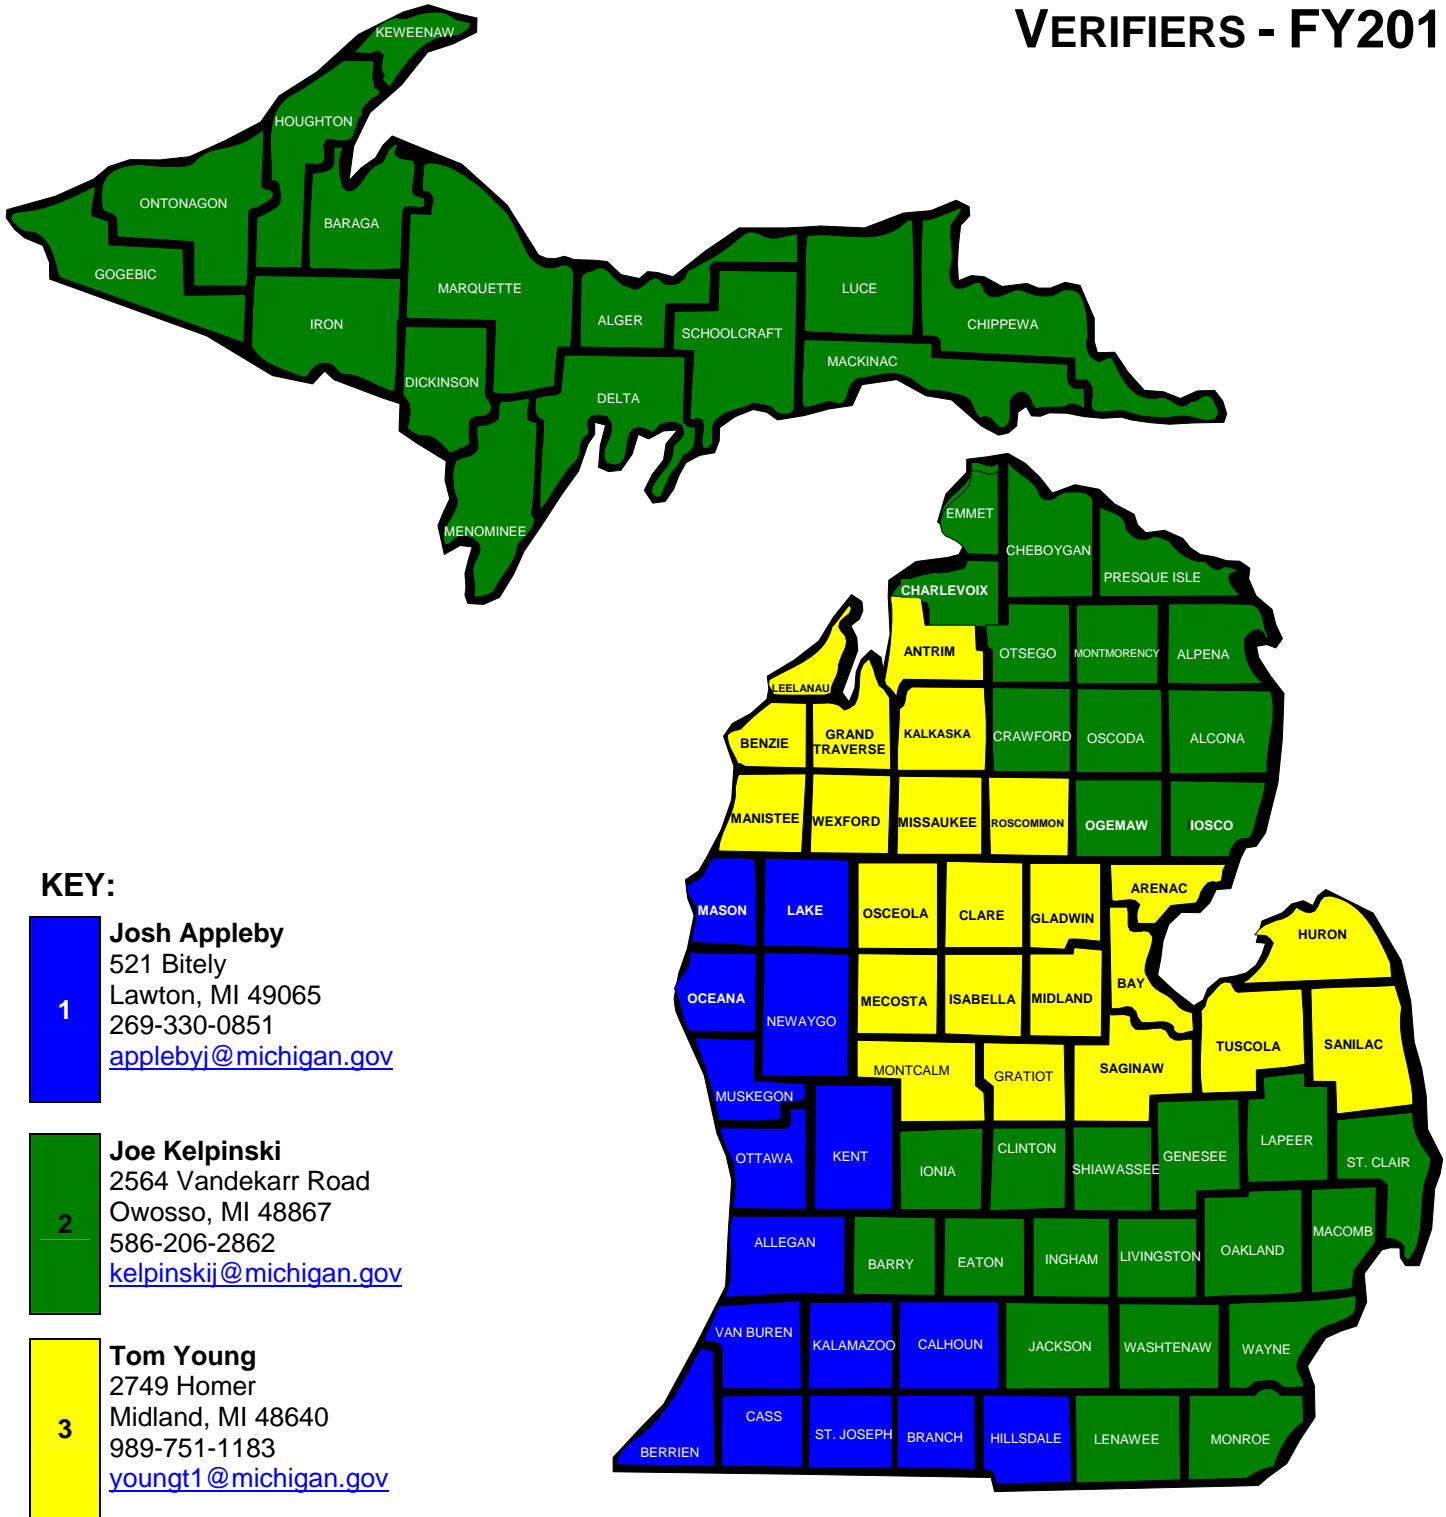 VERIFIERS - FY201
KEWEENAW
HOUGHTON
ONTONAGON
BARAGA
GOGEBIC
MARQUETTE
LUCE
IRON
ALGER
CHIPPEWA
SCHOOLCRAFT
MACKINAC
DICKINSON
DELTA
MENOMINEE
EMMET
CHEBOYGAN
PRESQUE ISLE
CHARLEVOIX
ANTRIM
OTSEGO
MONTMORENCY
ALPENA
LEELANAU
BENZIE
GRAND
TRAVERSE
KALKASKA
CRAWFORD
OSCODA
ALCONA
MANISTEE
WEXFORD
MISSAUKEE
ROSCOMMON
OGEMAW
IOSCO
MASON
LAKE
OSCEOLA
CLARE
GLADWIN
ARENAC
HURON
OCEANA
NEWAYGO
MECOSTA
ISABELLA
MIDLAND
BAY
TUSCOLA
SANILAC
MUSKEGON
MONTCALM
GRATIOT
SAGINAW
OTTAWA
KENT
IONIA
CLINTON
SHIAWASSEE
GENESEE
LAPEER
ST. CLAIR
ALLEGAN
BARRY
EATON
INGHAM
LIVINGSTON
OAKLAND
MACOMB
VAN BUREN
KALAMAZOO
CALHOUN
JACKSON
WASHTENAW
WAYNE
BERRIEN
CASS
ST. JOSEPH
BRANCH
HILLSDALE
LENAWEE
MONROE
KEY:
1
Josh Appleby
521 Bitely
Lawton, MI 49065
269-330-0851
applebyj@michigan.gov
2
Joe Kelpinski
2564 Vandekarr Road
Owosso, MI 48867
586-206-2862
kelpinskij@michigan.gov
3
Tom Young
2749 Homer
Midland, MI 48640
989-751-1183
youngt1@michigan.gov